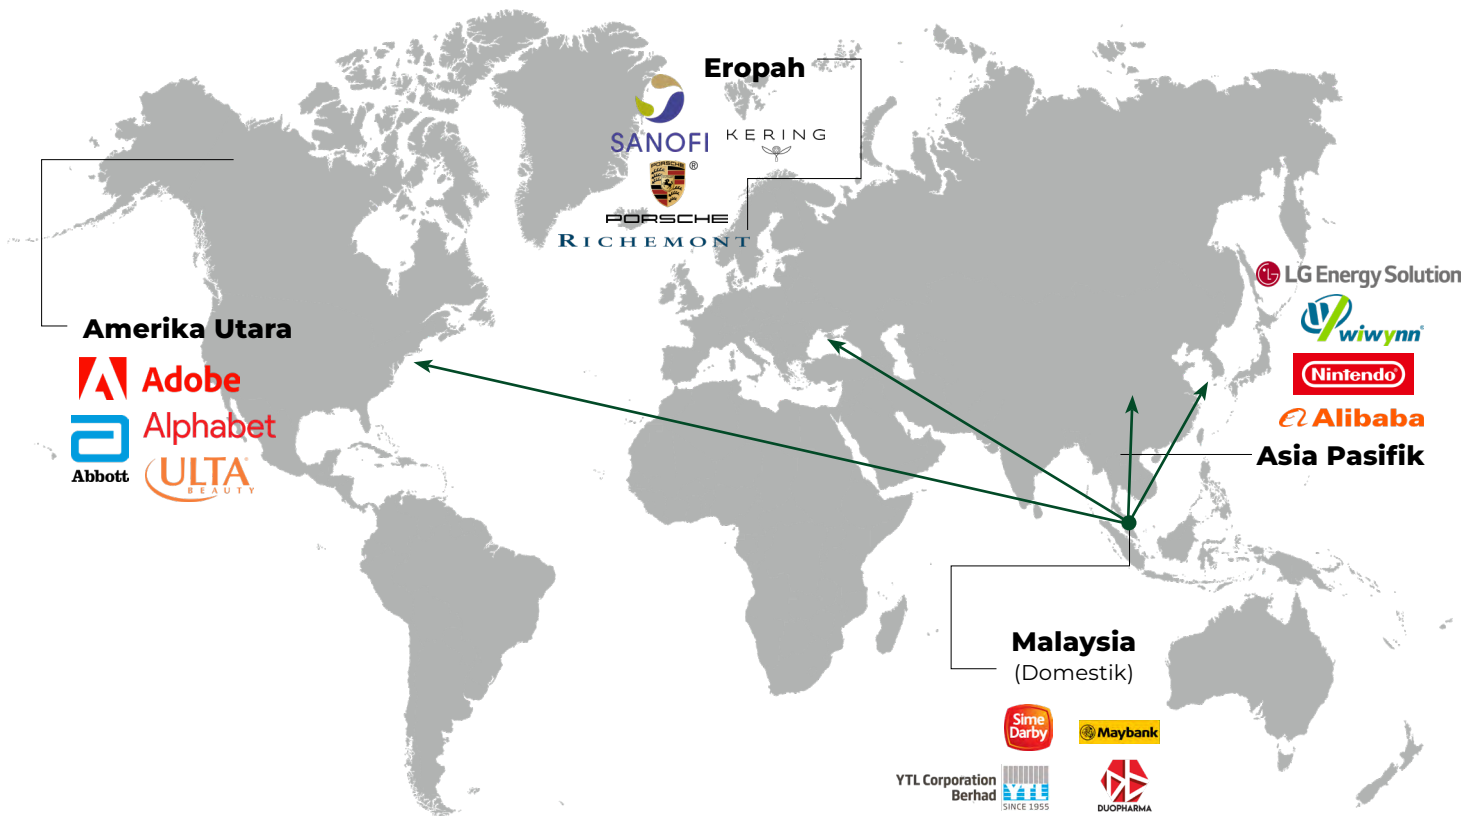 Eropah
SANOFI
KERING
PORSCHE
®
PORSCHE
RICHEMONT
Amerika Utara
Adobe
Alphabet
Abbott
ULTA
BEAUTY
LG Energy Solution
wiwynn®
Nintendo®
Alibaba
Asia Pasifik
Malaysia
(Domestik)
Sime
Darby
Maybank
YTL Corporation
Berhad
YTL
SINCE 1955
DUOPHARMA